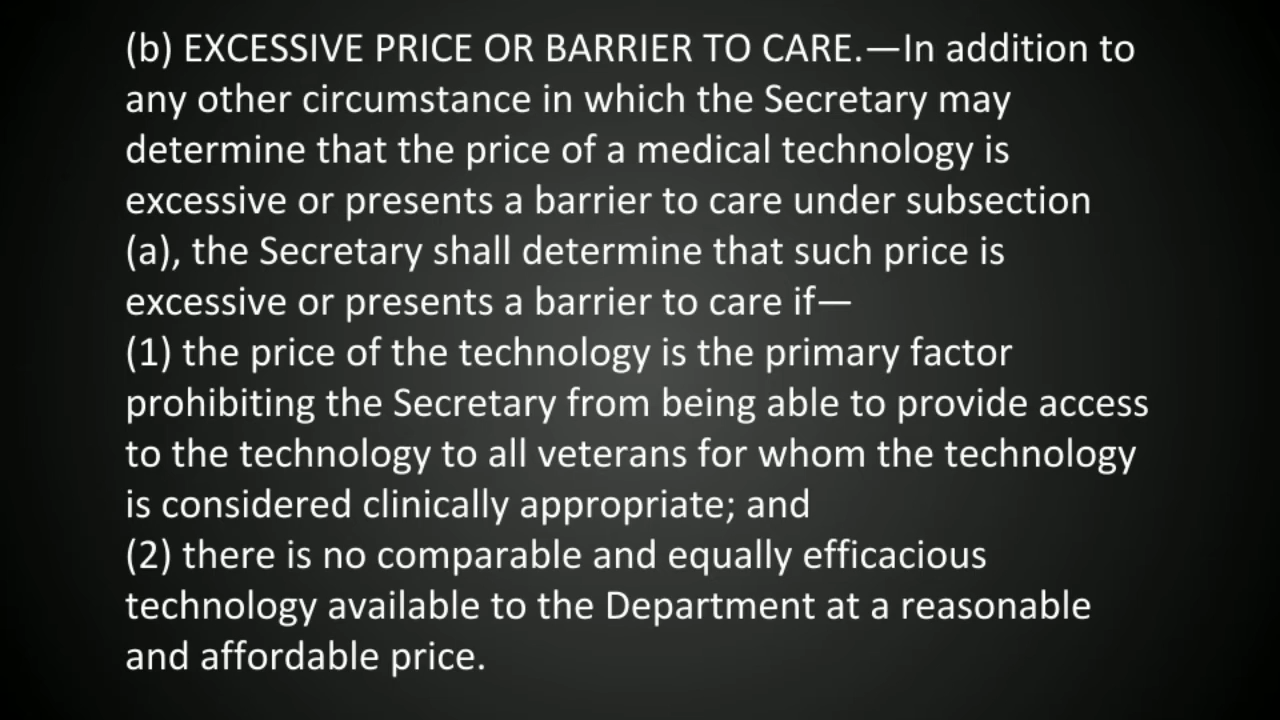 (b) EXCESSIVE PRICE OR BARRIER TO CARE.—In addition to
any other circumstance in which the Secretary may
determine that the price of a medical technology is
excessive or presents a barrier to care under subsection
(a), the Secretary shall determine that such price is
excessive or presents a barrier to care if—
(1) the price of the technology is the primary factor
prohibiting the Secretary from being able to provide access
to the technology to all veterans for whom the technology
is considered clinically appropriate; and
(2) there is no comparable and equally efficacious
technology available to the Department at a reasonable
and affordable price.